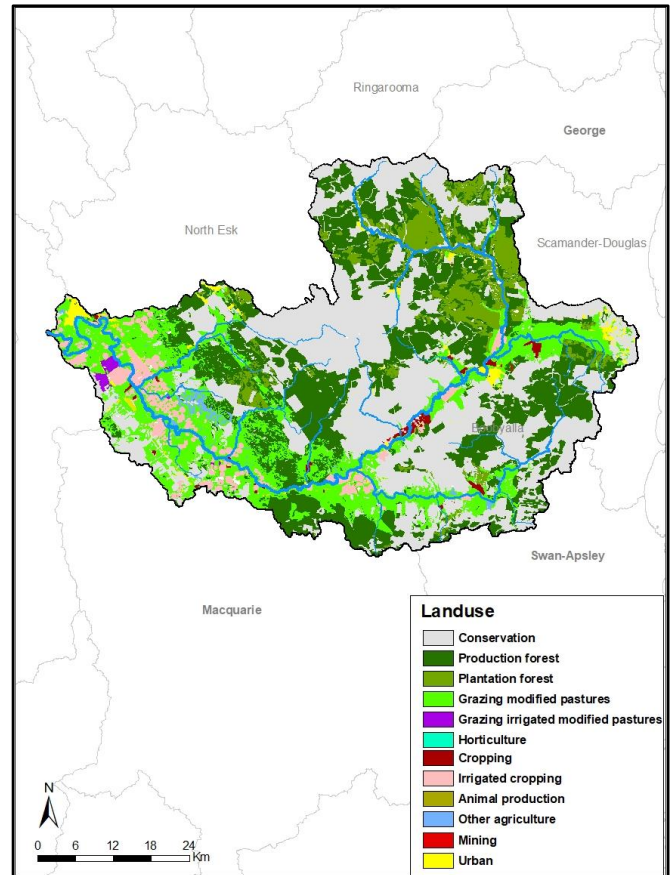 Ringarooma
George
North Esk
Scamander-Douglas
Swan-Apsley
Macquarie
Landuse
Conservation
Production forest
Plantation forest
Grazing modified pastures
Grazing irrigated modified pastures
Horticulture
Cropping
Irrigated cropping
Animal production
Other agriculture
Mining
Urban
N
0 6 12 18 24
Km